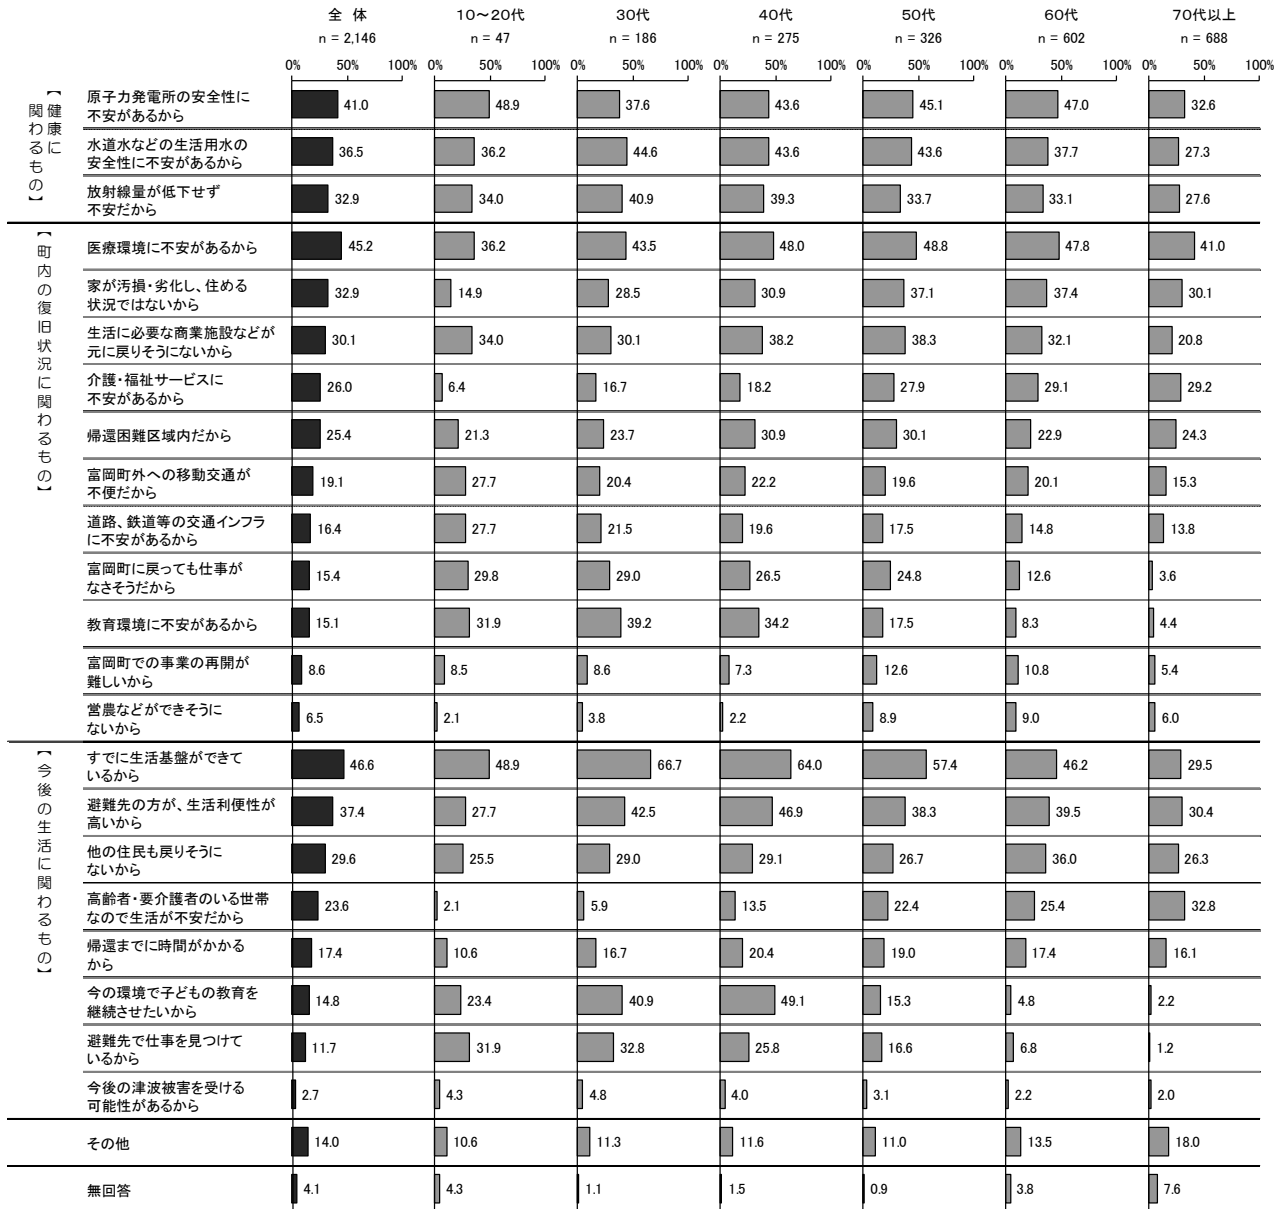 全 体 10～20代 30代 40代 50代 60代 70代以上
n = 2,146 n = 47 n = 186 n = 275 n = 326 n = 602 n = 688
0% 50% 100% 0% 50% 100% 0% 50% 100% 0% 50% 100% 0% 50% 100% 0% 50% 100% 0% 50% 100%
【健康に関わるもの】
原子力発電所の安全性に
不安があるから
41.0 48.9 37.6 43.6 45.1 47.0 32.6
水道水などの生活用水の
安全性に不安があるから
36.5 36.2 44.6 43.6 43.6 37.7 27.3
放射線量が低下せず
不安だから
32.9 34.0 40.9 39.3 33.7 33.1 27.6
【町内の復旧状況に関わるもの】
医療環境に不安があるから
45.2 36.2 43.5 48.0 48.8 47.8 41.0
家が汚損・劣化し、住める
状況ではないから
32.9 14.9 28.5 30.9 37.1 37.4 30.1
生活に必要な商業施設などが
元に戻りそうにないから
30.1 34.0 30.1 38.2 38.3 32.1 20.8
介護・福祉サービスに
不安があるから
26.0 6.4 16.7 18.2 27.9 29.1 29.2
帰還困難区域内だから
25.4 21.3 23.7 30.9 30.1 22.9 24.3
富岡町外への移動交通が
不便だから
19.1 27.7 20.4 22.2 19.6 20.1 15.3
道路、鉄道等の交通インフラ
に不安があるから
16.4 27.7 21.5 19.6 17.5 14.8 13.8
富岡町に戻っても仕事が
なさそうだから
15.4 29.8 29.0 26.5 24.8 12.6 3.6
教育環境に不安があるから
15.1 31.9 39.2 34.2 17.5 8.3 4.4
富岡町での事業の再開が
難しいから
8.6 8.5 8.6 7.3 12.6 10.8 5.4
営農などができそうに
ないから
6.5 2.1 3.8 2.2 8.9 9.0 6.0
【今後の生活に関わるもの】
すでに生活基盤ができて
いるから
46.6 48.9 66.7 64.0 57.4 46.2 29.5
避難先の方が、生活利便性が
高いから
37.4 27.7 42.5 46.9 38.3 39.5 30.4
他の住民も戻りそうに
ないから
29.6 25.5 29.0 29.1 26.7 36.0 26.3
高齢者・要介護者のいる世帯
なので生活が不安だから
23.6 2.1 5.9 13.5 22.4 25.4 32.8
帰還までに時間がかかる
から
17.4 10.6 16.7 20.4 19.0 17.4 16.1
今の環境で子どもの教育を
継続させたいから
14.8 23.4 40.9 49.1 15.3 4.8 2.2
避難先で仕事を見つけて
いるから
11.7 31.9 32.8 25.8 16.6 6.8 1.2
今後の津波被害を受ける
可能性があるから
2.7 4.3 4.8 4.0 3.1 2.2 2.0
その他
14.0 10.6 11.3 11.6 11.0 13.5 18.0
無回答
4.1 4.3 1.1 1.5 0.9 3.8 7.6